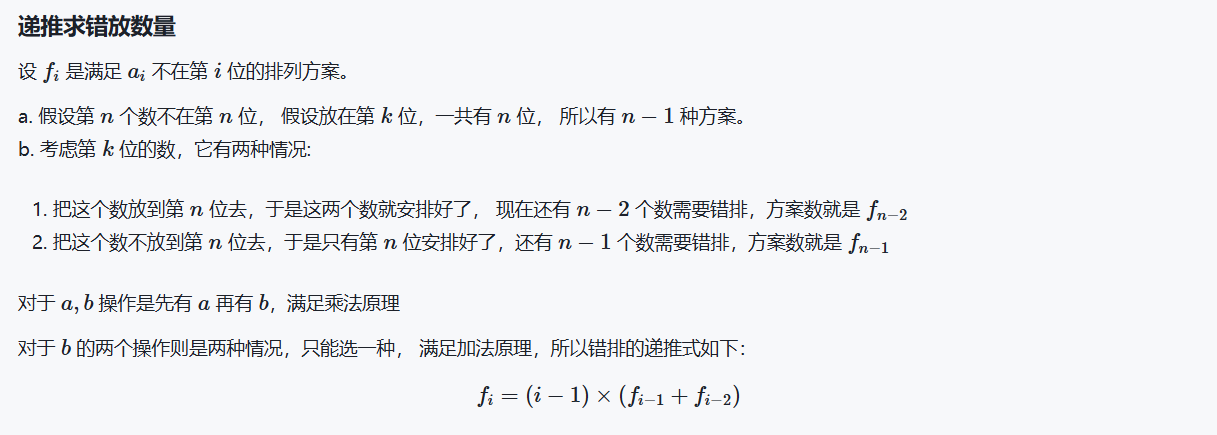 递推求错放数量
设 f_i 是满足 a_i 不在第 i 位的排列方案。
a. 假设第 n 个数不在第 n 位， 假设放在第 k 位，一共有 n 位， 所以有 n − 1 种方案。
b. 考虑第 k 位的数，它有两种情况:
1. 把这个数放到第 n 位去，于是这两个数就安排好了， 现在还有 n − 2 个数需要错排，方案数就是 f_{n−2}
2. 把这个数不放到第 n 位去，于是只有第 n 位安排好了，还有 n − 1 个数需要错排，方案数就是 f_{n−1}
对于 a, b 操作是先有 a 再有 b，满足乘法原理
对于 b 的两个操作则是两种情况，只能选一种， 满足加法原理，所以错排的递推式如下：
f_i = (i − 1) × (f_{i−1} + f_{i−2})